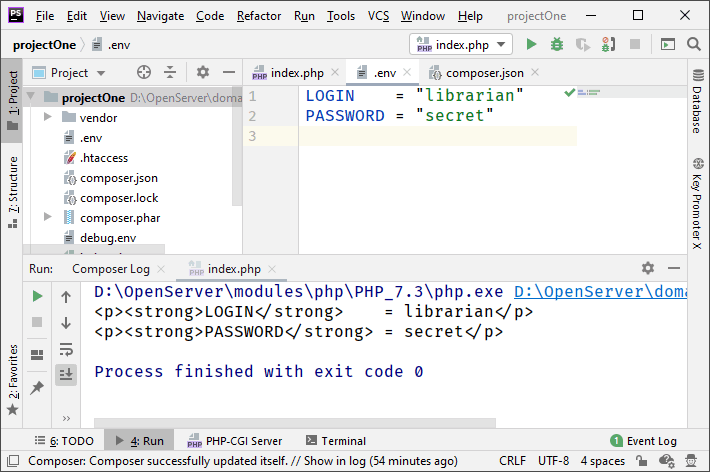 PS File Edit View Navigate Code Refactor Run Tools VCS Window Help projectOne
projectOne .env index.php
1: Project
Project
index.php .env composer.json
projectOne D:\OpenServer\doma
vendor
.env
.htaccess
composer.json
composer.lock
composer.phar
debug.env
1 LOGIN    = "librarian"
2 PASSWORD = "secret"
3
Database
Key Promoter X
7: Structure
2: Favorites
Run: Composer Log index.php
D:\OpenServer\modules\php\PHP_7.3\php.exe D:\OpenServer\doma
<p><strong>LOGIN</strong>    = librarian</p>
<p><strong>PASSWORD</strong> = secret</p>
Process finished with exit code 0
>>
6: TODO 4: Run PHP-CGI Server Terminal 1 Event Log
Composer: Composer successfully updated itself. // Show in log (54 minutes ago) CRLF UTF-8 4 spaces